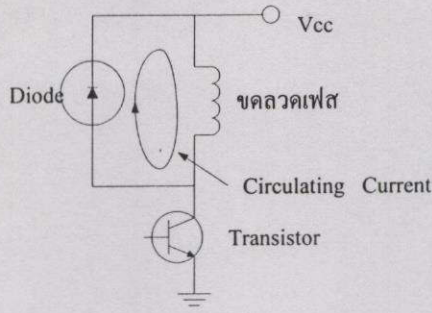 Vcc
Diode
ขดลวดเฟส
Circulating Current
Transistor